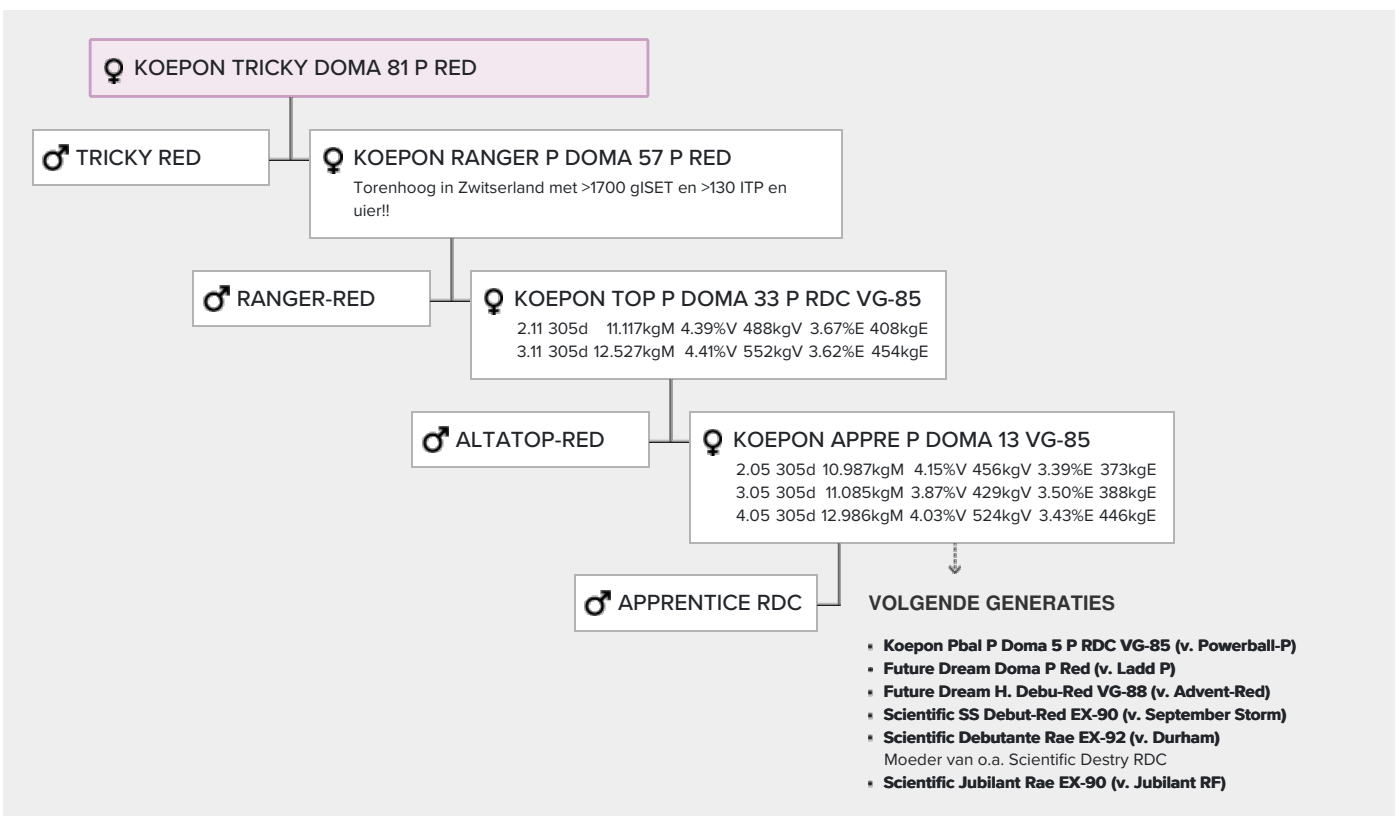 KOEPON TRICKY DOMA 81 P RED
TRICKY RED
KOEPON RANGER P DOMA 57 P RED
Torenhoog in Zwitserland met >1700 gISET en >130 ITP en
uier!!
RANGER-RED
KOEPON TOP P DOMA 33 P RDC VG-85
2.11 305d 11.117kgM 4.39%V 488kgV 3.67%E 408kgE
3.11 305d 12.527kgM 4.41%V 552kgV 3.62%E 454kgE
ALTATOP-RED
KOEPON APPRE P DOMA 13 VG-85
2.05 305d 10.987kgM 4.15%V 456kgV 3.39%E 373kgE
3.05 305d 11.085kgM 3.87%V 429kgV 3.50%E 388kgE
4.05 305d 12.986kgM 4.03%V 524kgV 3.43%E 446kgE
APPRENTICE RDC
VOLGENDE GENERATIES
Koepon Pbal P Doma 5 P RDC VG-85 (v. Powerball-P)
Future Dream Doma P Red (v. Ladd P)
Future Dream H. Debu-Red VG-88 (v. Advent-Red)
Scientific SS Debut-Red EX-90 (v. September Storm)
Scientific Debutante Rae EX-92 (v. Durham)
Moeder van o.a. Scientific Destry RDC
Scientific Jubilant Rae EX-90 (v. Jubilant RF)